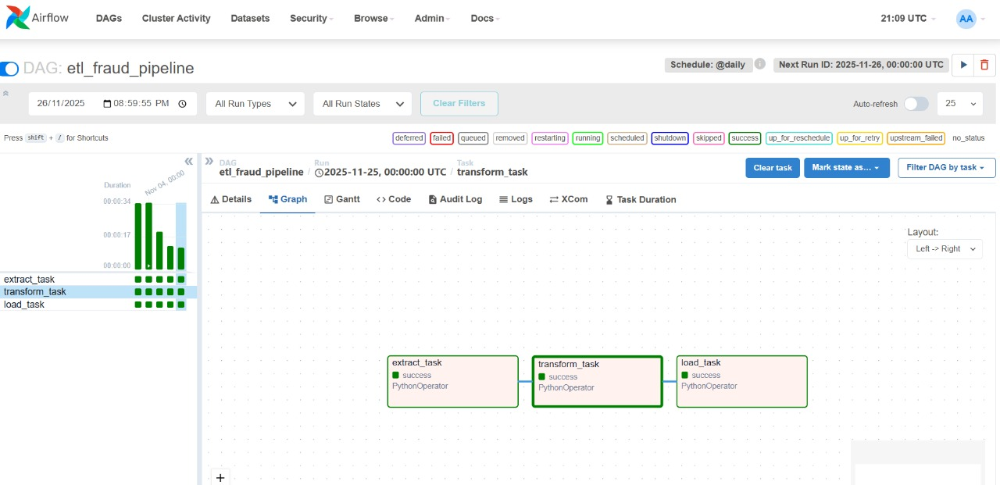 Airflow DAGs Cluster Activity Datasets Security Browse Admin Docs 21:09 UTC AA
DAG: etl_fraud_pipeline Schedule: @daily i Next Run ID: 2025-11-26, 00:00:00 UTC
26/11/2025 08:59:55 PM All Run Types All Run States Clear Filters Auto-refresh 25
Press shift + / for Shortcuts deferred failed queued removed restarting running scheduled shutdown skipped success up_for_reschedule up_for_retry upstream_failed no_status
DAG Run Task
etl_fraud_pipeline / 2025-11-25, 00:00:00 UTC / transform_task Clear task Mark state as... Filter DAG by task
Duration Nov 04, 00:00
00:00:34
00:00:17
00:00:00
extract_task
transform_task
load_task
Details Graph Gantt <> Code Audit Log Logs XCom Task Duration
Layout:
Left -> Right
extract_task
success
PythonOperator
transform_task
success
PythonOperator
load_task
success
PythonOperator
+